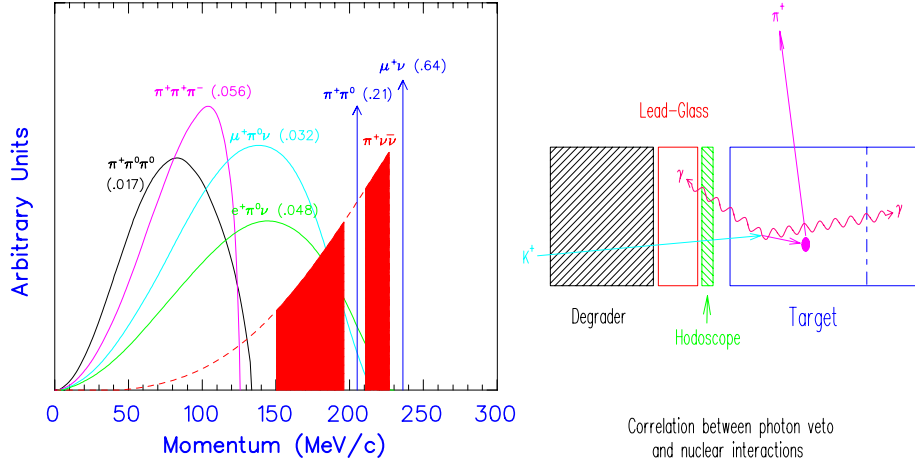 Arbitrary Units
π⁺π⁺π⁻ (.056)
μ⁺ν (.64)
π⁺π⁰ (.21)
μ⁺π⁰ν (.032)
π⁺νν̅
π⁺π⁰π⁰
(.017)
e⁺π⁰ν (.048)
0 50 100 150 200 250 300
Momentum (MeV/c)
π⁺
Lead-Glass
γ
γ
K⁺
Degrader
Target
Hodoscope
Correlation between photon veto
and nuclear interactions